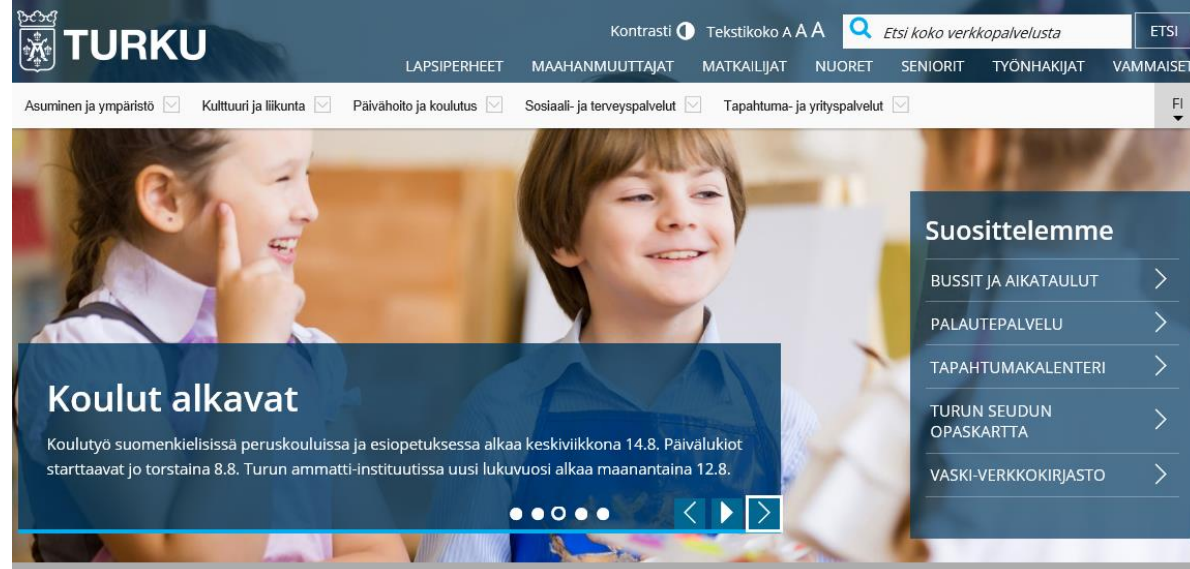 TURKU
Kontrasti Tekstikoko A A A
Etsi koko verkkopalvelusta
ETSI
LAPSIPERHEET MAAHANMUUTTAJAT MATKAILIJAT NUORET SENIORIT TYÖNHAKIJAT VAMMAISET
Asuminen ja ympäristö Kulttuuri ja liikunta Päivähoito ja koulutus Sosiaali- ja terveyspalvelut Tapahtuma- ja yrityspalvelut FI
Koulut alkavat
Koulutyö suomenkielisissä peruskouluissa ja esiopetuksessa alkaa keskiviikkona 14.8. Päivälukiot
starttaavat jo torstaina 8.8. Turun ammatti-instituutissa uusi lukuvuosi alkaa maanantaina 12.8.
Suosittelemme
BUSSIT JA AIKATAULUT
PALAUTEPALVELU
TAPAHTUMAKALENTERI
TURUN SEUDUN
OPASKARTTA
VASKI-VERKKOKIRJASTO